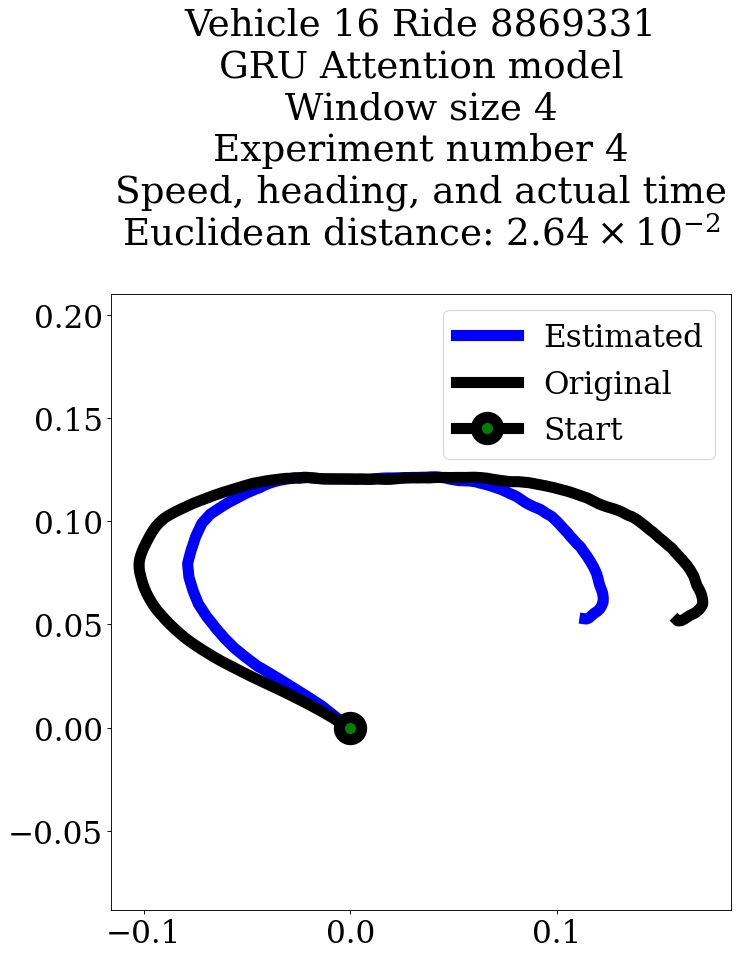 Vehicle 16 Ride 8869331
GRU Attention model
Window size 4
Experiment number 4
Speed, heading, and actual time
Euclidean distance: 2.64 × 10⁻²
Estimated
Original
Start
0.20
0.15
0.10
0.05
0.00
−0.05
−0.1
0.0
0.1